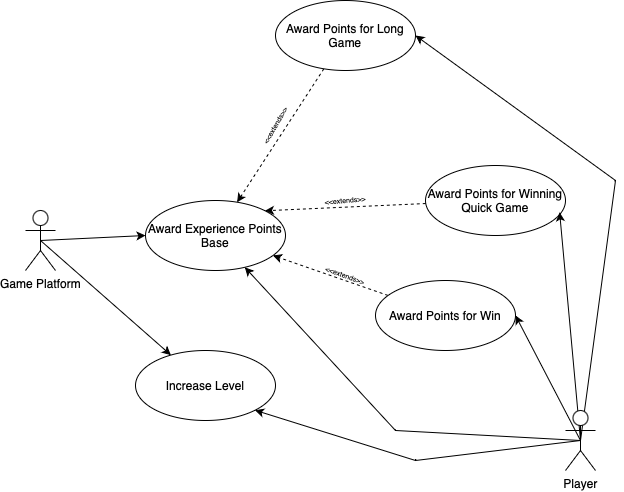 Award Points for Long
Game
<<extends>>
Award Points for Winning
Quick Game
<<extends>>
Award Experience Points
Base
<<extends>>
Game Platform
Award Points for Win
Increase Level
Player